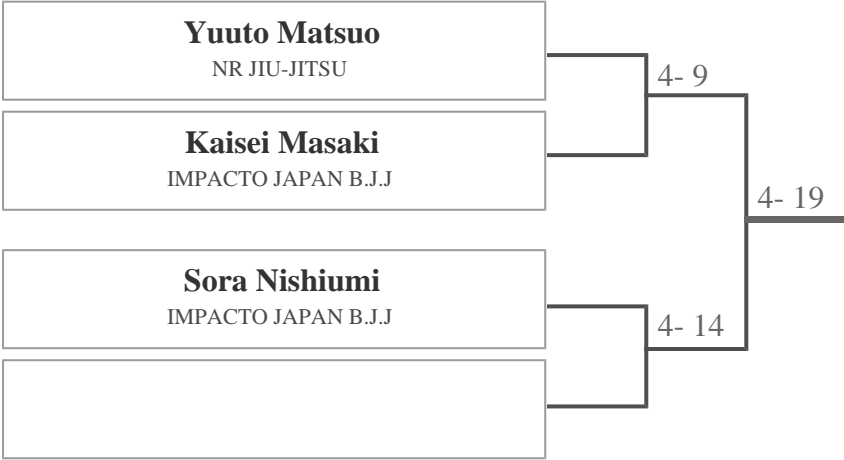 Yuuto Matsuo
NR JIU-JITSU
4- 9
Kaisei Masaki
IMPACTO JAPAN B.J.J
4- 19
Sora Nishiumi
IMPACTO JAPAN B.J.J
4- 14